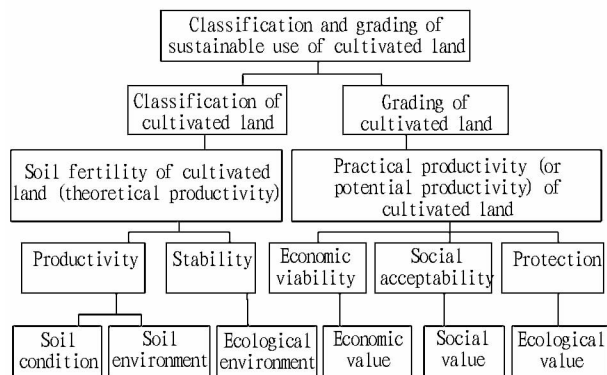 Classification and grading of
sustainable use of cultivated land
Classification of
cultivated land
Grading of
cultivated land
Soil fertility of cultivated
land (theoretical productivity)
Practical productivity (or
potential productivity) of
cultivated land
Productivity
Stability
Economic
viability
Social
acceptability
Protection
Soil
condition
Soil
environment
Ecological
environment
Economic
value
Social
value
Ecological
value